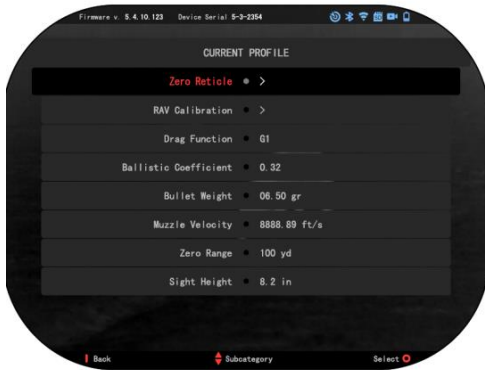 Firmware v. 5.4.10.123 Device Serial 5-3-2354
CURRENT PROFILE
Zero Reticle >
RAV Calibration >
Drag Function G1
Ballistic Coefficient 0.32
Bullet Weight 06.50 gr
Muzzle Velocity 8888.89 ft/s
Zero Range 100 yd
Sight Height 8.2 in
Back Subcategory Select